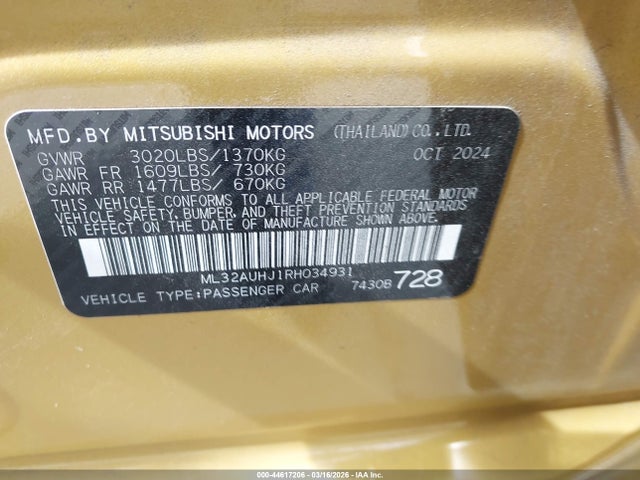 MFD.BY MITSUBISHI MOTORS (THAILAND)CO.,LTD.
GVWR 3020LBS/1370KG OCT 2024
GAWR FR 1609LBS/ 730KG
GAWR RR 1477LBS/ 670KG
THIS VEHICLE CONFORMS TO ALL APPLICABLE FEDERAL MOTOR
VEHICLE SAFETY, BUMPER, AND THEFT PREVENTION STANDARDS
IN EFFECT ON THE DATE OF MANUFACTURE SHOWN ABOVE.
ML32AUHJ1RH034931
VEHICLE TYPE:PASSENGER CAR 7430B 728
000-44617206 - 03/16/2026 - IAAI.COM